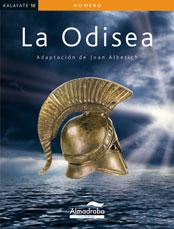 KALAFATE 18
HOMERO
La Odisea
Adaptación de Joan Alberich
Almadraba